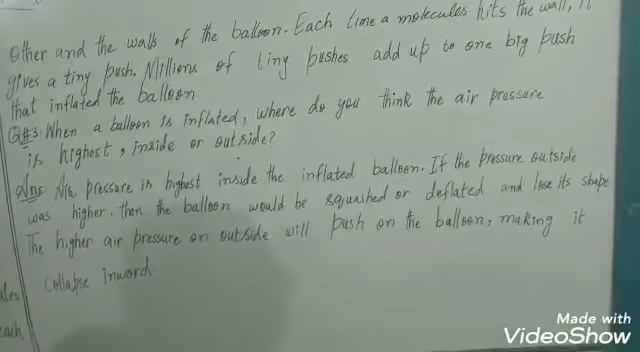 other and the walls of the balloon. Each time a molecules hits the wall, it
gives a tiny push. Millions of tiny pushes add up to one big push
that inflated the balloon
Q#3: When a balloon is inflated, where do you think the air pressure
is highest, inside or outside?
Ans: Air pressure is highest inside the inflated balloon. If the pressure outside
was higher, then the balloon would be squashed or deflated and lose its shape
The higher air pressure on outside will push on the balloon, making it
collapse inward.
ules
each
Made with
VideoShow